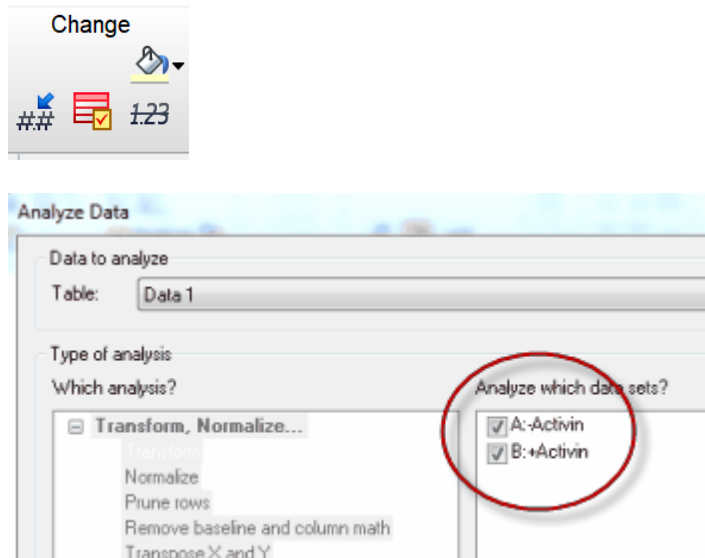 Change
#.#
1.23
Analyze Data
Data to analyze
Table: Data 1
Type of analysis
Which analysis?
Analyze which data sets?
Transform, Normalize...
A:-Activin
Transform
B:+Activin
Normalize
Prune rows
Remove baseline and column math
Transpose X and Y